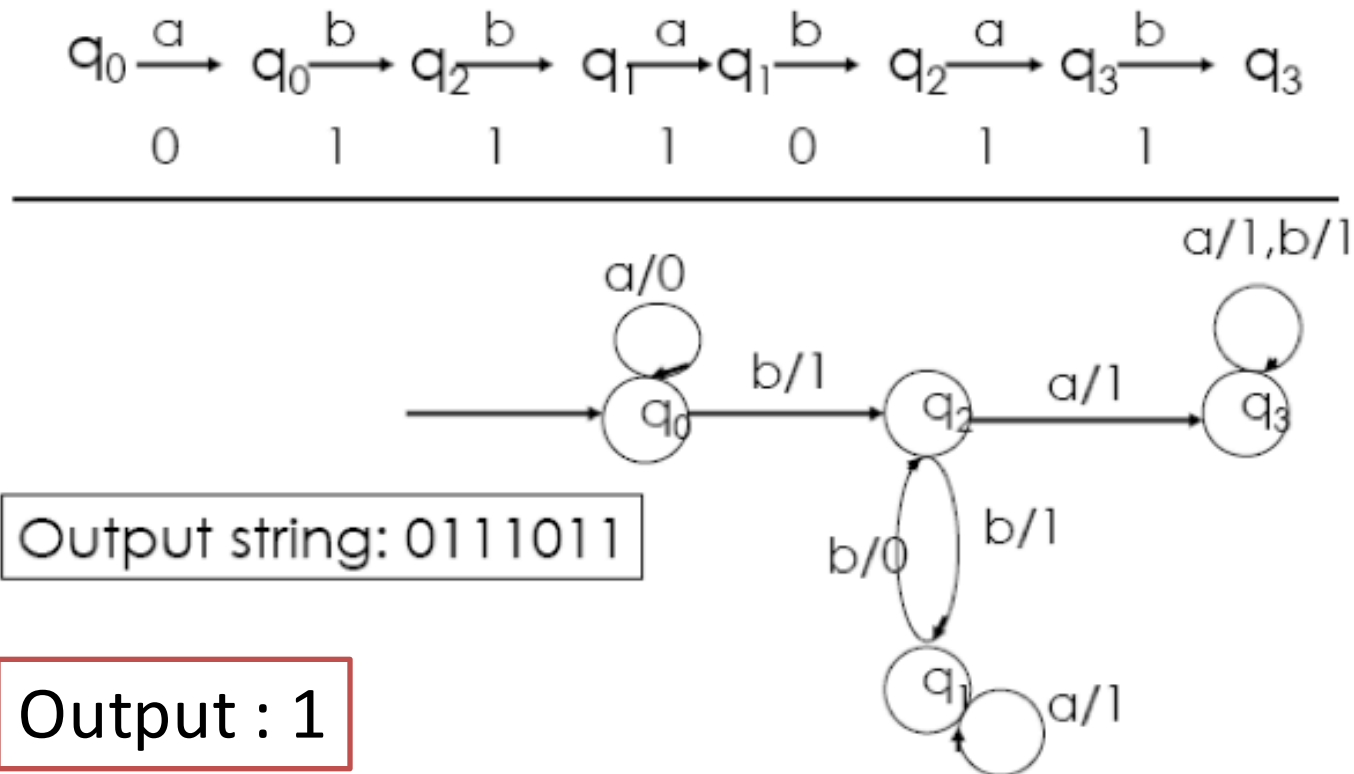 a b b a b a b
q0 q0 q2 q1 q1 q2 q3 q3
0 1 1 1 0 1 1
a/1,b/1
a/0
b/1 a/1
q0 q2 q3
Output string: 0111011
b/0 b/1
Output : 1
q1 a/1